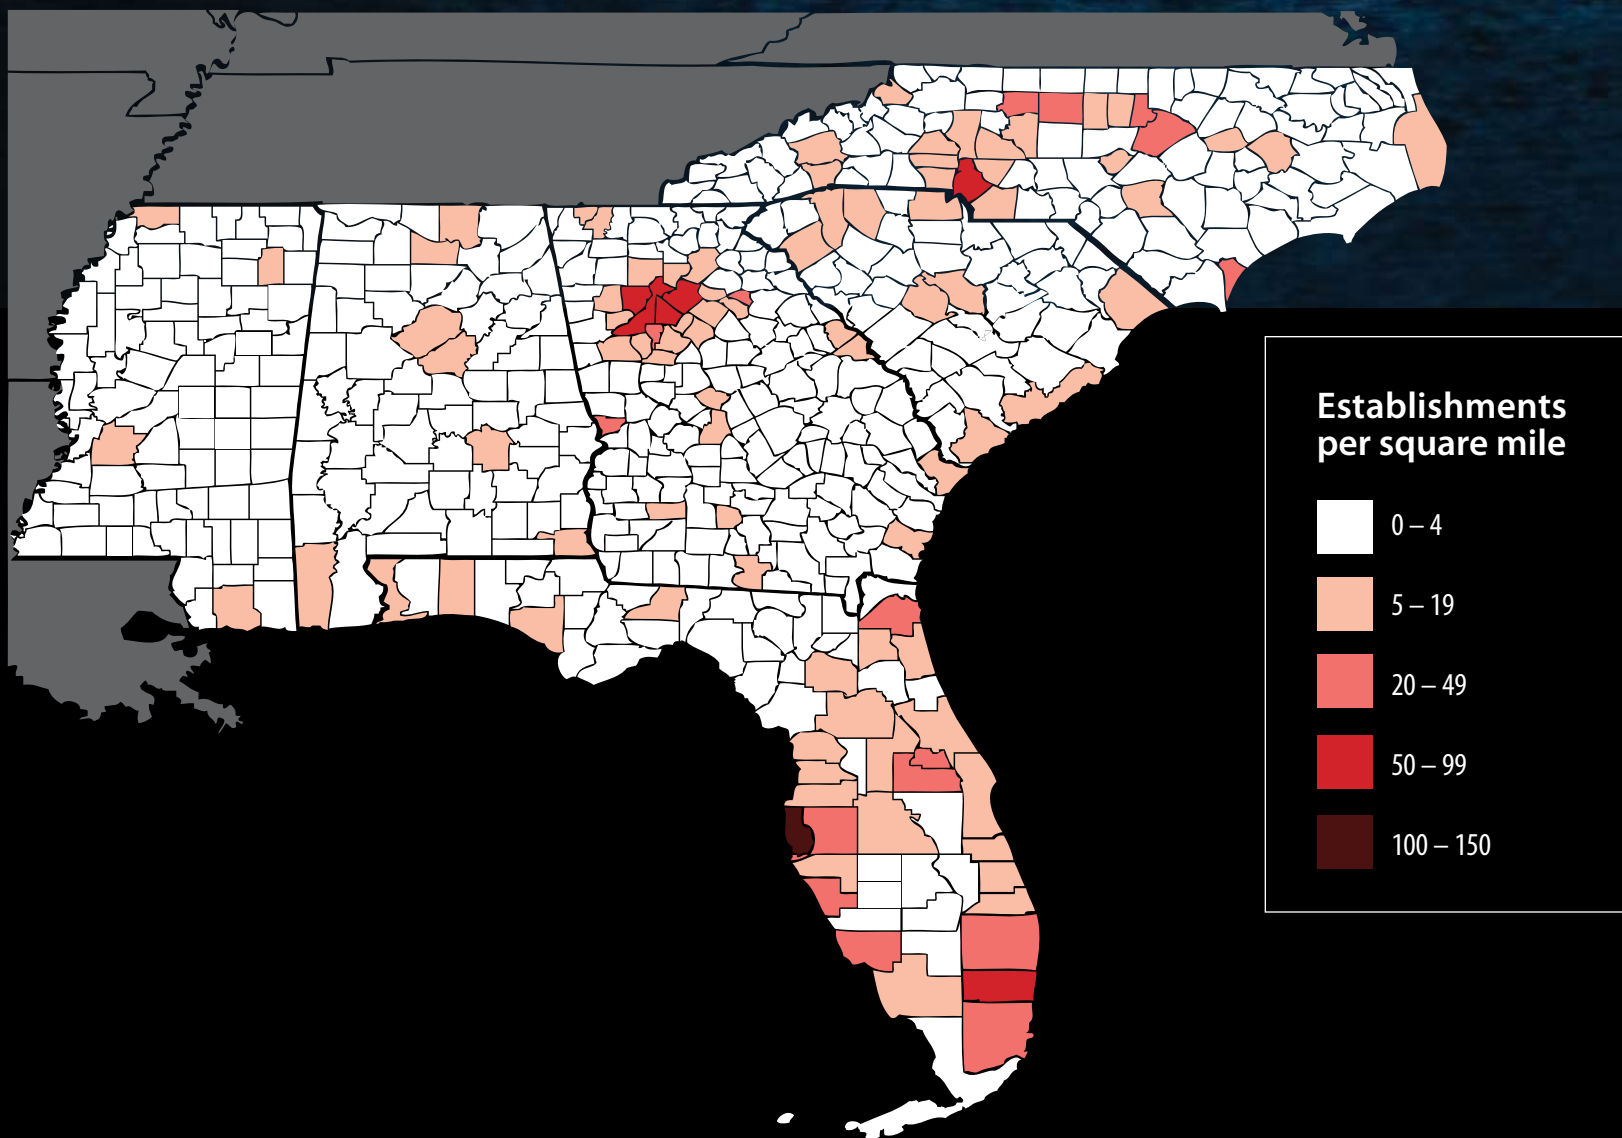 Establishments
per square mile
0 – 4
5 – 19
20 – 49
50 – 99
100 – 150